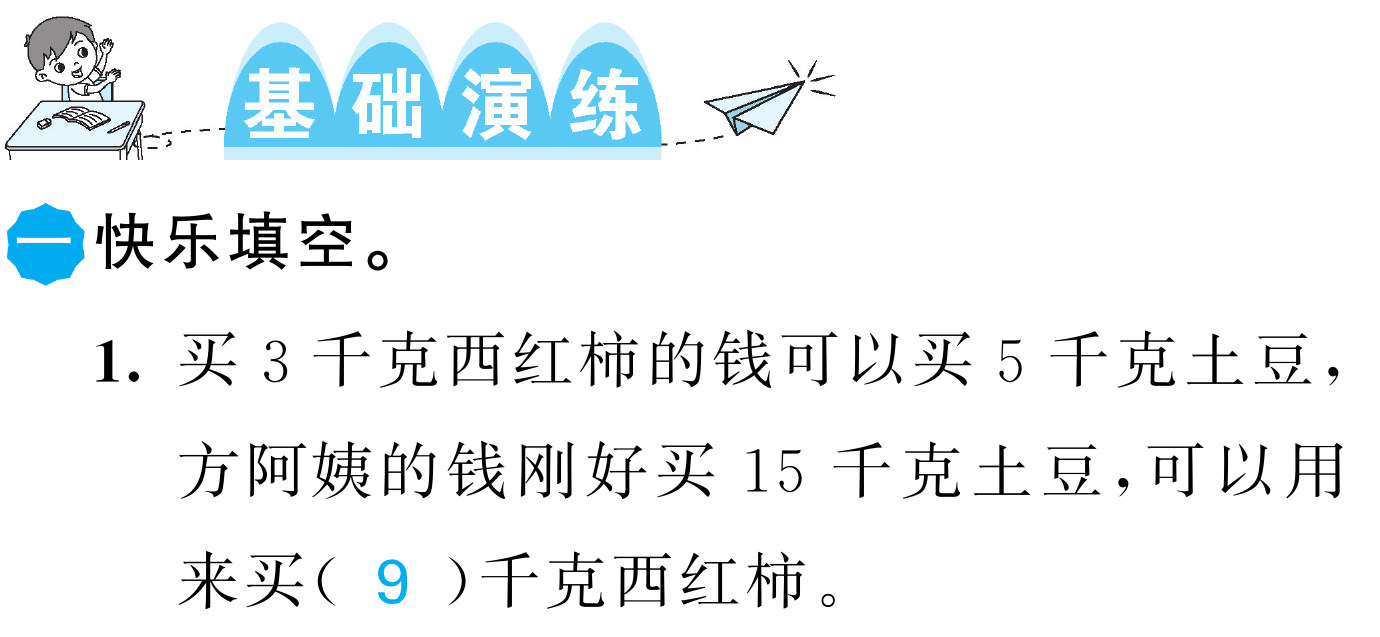 基础演练
一 快乐填空。
1. 买 3 千克西红柿的钱可以买 5 千克土豆,
方阿姨的钱刚好买 15 千克土豆,可以用
来买( 9 )千克西红柿。